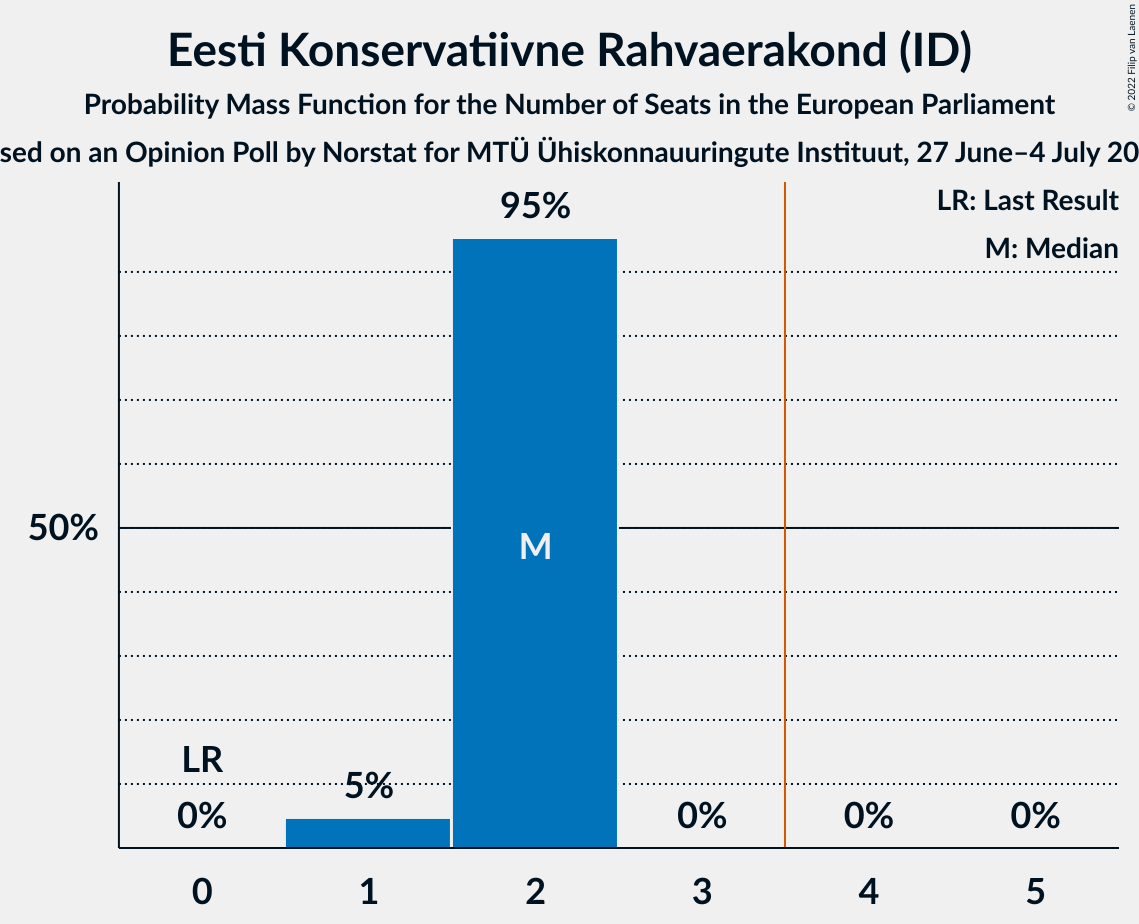 Eesti Konservatiivne Rahvaerakond (ID)
Probability Mass Function for the Number of Seats in the European Parliament
sed on an Opinion Poll by Norstat for MTÜ Ühiskonnauuringute Instituut, 27 June–4 July 20
© 2022 Filip van Laenen
LR: Last Result
M: Median
95%
50%
M
LR
0%
5%
0%
0%
0%
0
1
2
3
4
5